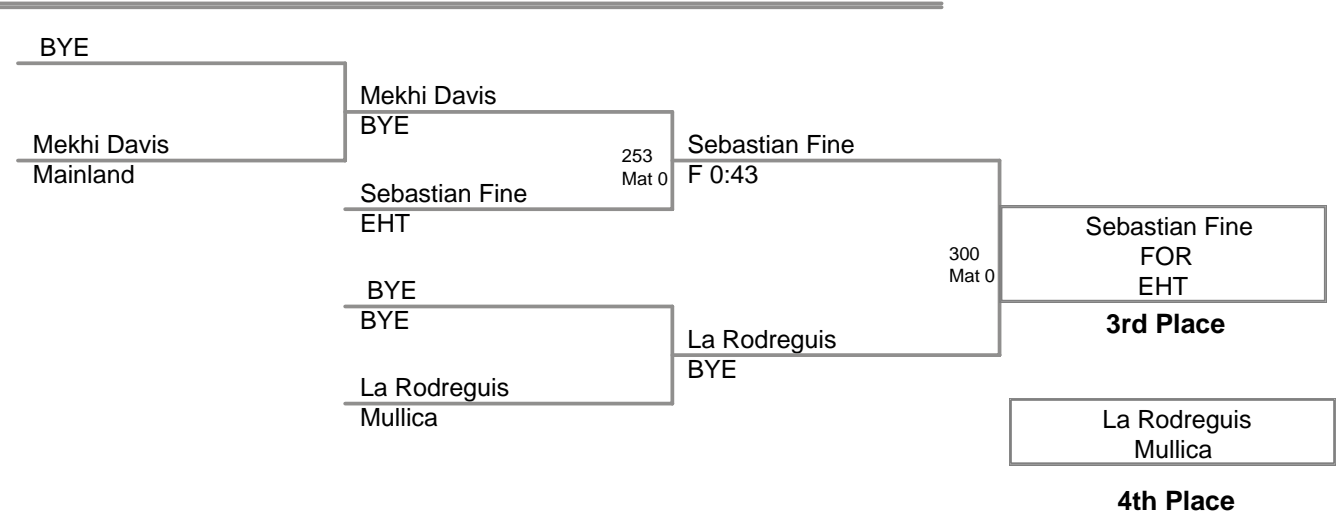 BYE
Mekhi Davis
Mainland
Mekhi Davis
BYE
Sebastian Fine
EHT
BYE
BYE
La Rodreguis
Mullica
253
Mat 0
Sebastian Fine
F 0:43
La Rodreguis
BYE
300
Mat 0
Sebastian Fine
FOR
EHT
3rd Place
La Rodreguis
Mullica
4th Place